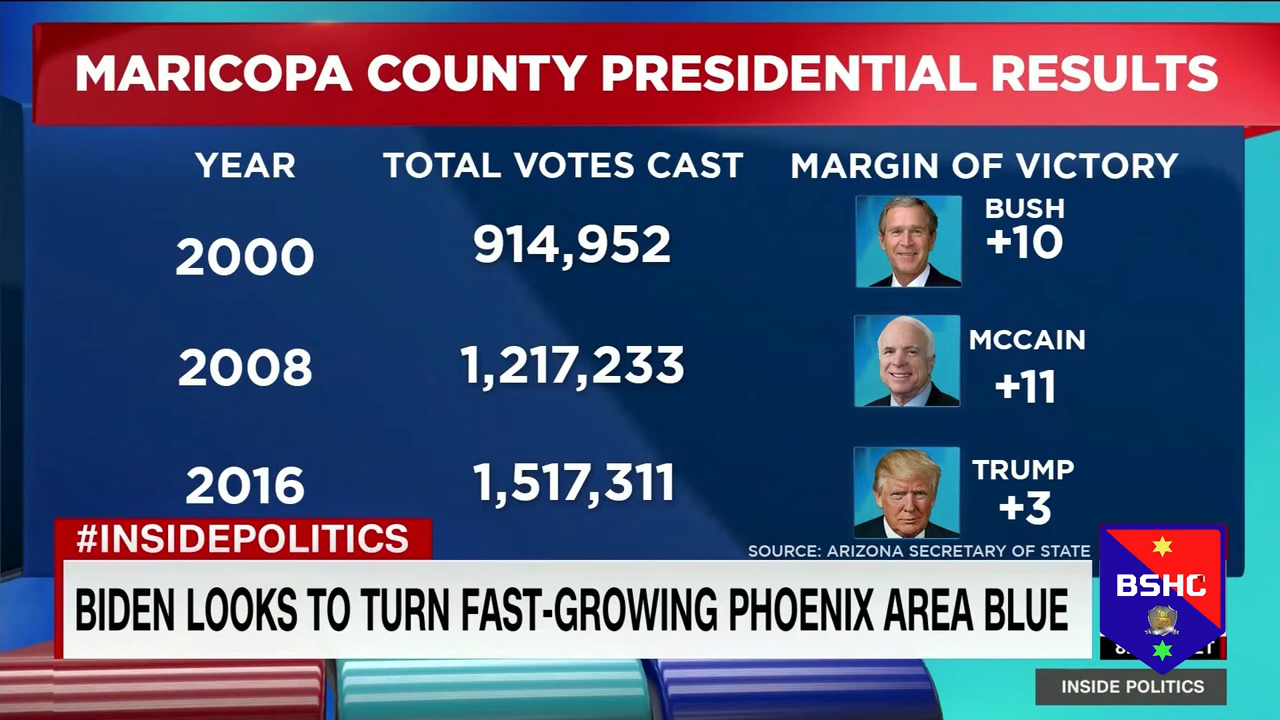 MARICOPA COUNTY PRESIDENTIAL RESULTS
YEAR TOTAL VOTES CAST MARGIN OF VICTORY
2000 914,952 BUSH +10
2008 1,217,233 MCCAIN +11
2016 1,517,311 TRUMP +3
SOURCE: ARIZONA SECRETARY OF STATE
#INSIDEPOLITICS
BIDEN LOOKS TO TURN FAST-GROWING PHOENIX AREA BLUE
BSHC
INSIDE POLITICS